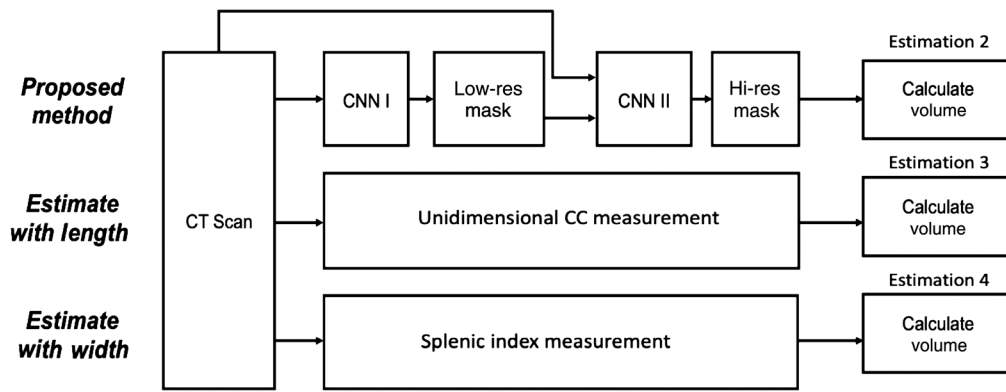 Estimation 2
Proposed
method
CNN I
Low-res
mask
CNN II
Hi-res
mask
Calculate
volume
Estimation 3
Estimate
with length
CT Scan
Unidimensional CC measurement
Calculate
volume
Estimation 4
Estimate
with width
Splenic index measurement
Calculate
volume